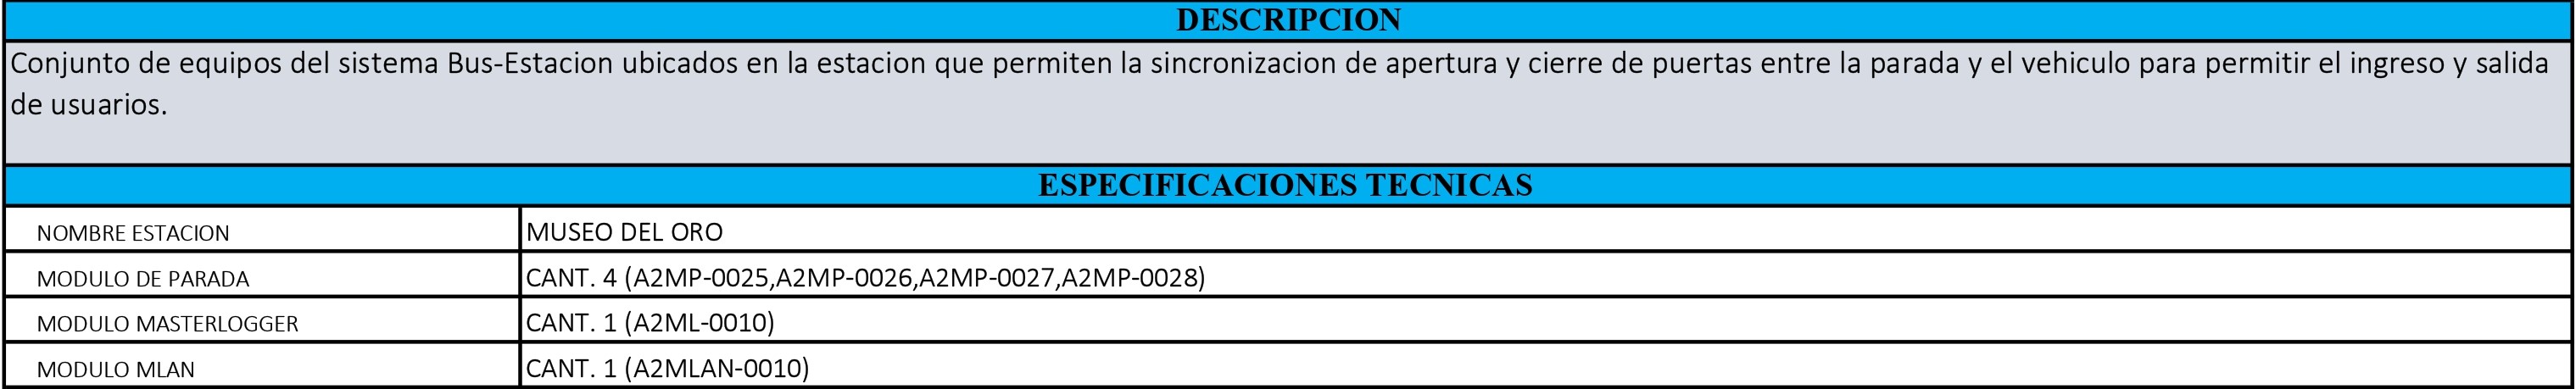 DESCRIPCION
Conjunto de equipos del sistema Bus-Estacion ubicados en la estacion que permiten la sincronizacion de apertura y cierre de puertas entre la parada y el vehiculo para permitir el ingreso y salida
de usuarios.
ESPECIFICACIONES TECNICAS
NOMBRE ESTACION MUSEO DEL ORO
MODULO DE PARADA CANT. 4 (A2MP-0025,A2MP-0026,A2MP-0027,A2MP-0028)
MODULO MASTERLOGGER CANT. 1 (A2ML-0010)
MODULO MLAN CANT. 1 (A2MLAN-0010)